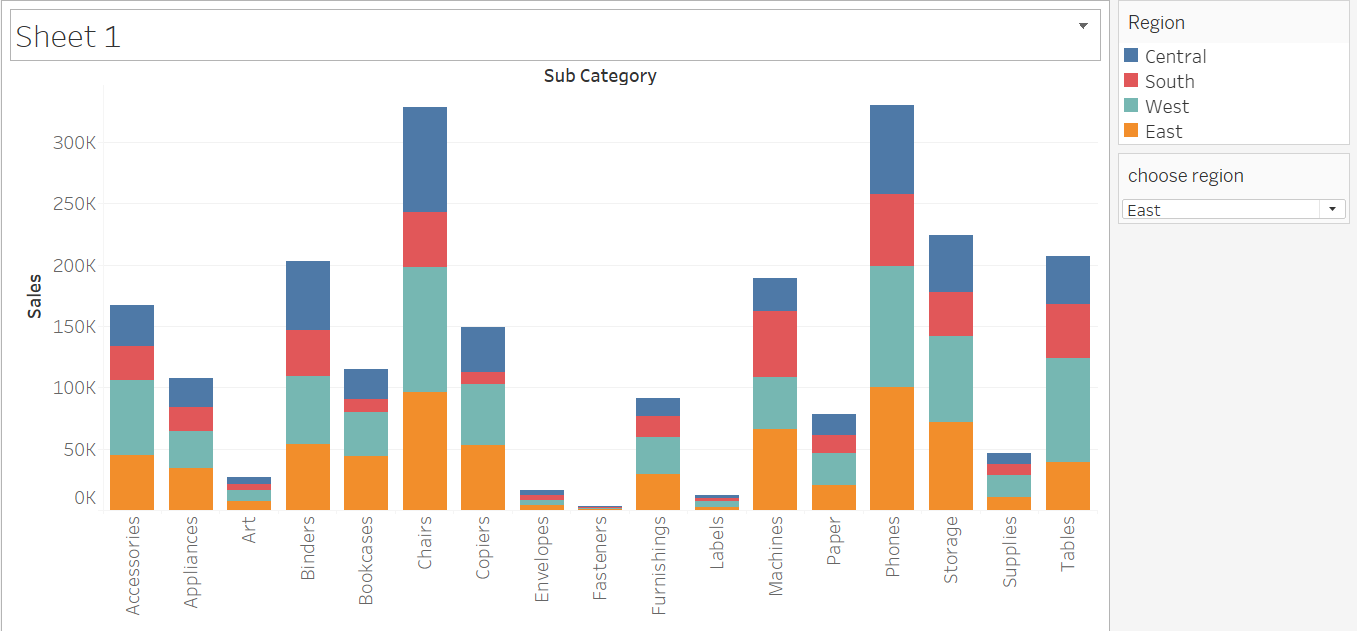 Sheet 1
Sub Category
Sales
300K
250K
200K
150K
100K
50K
0K
Accessories
Appliances
Art
Binders
Bookcases
Chairs
Copiers
Envelopes
Fasteners
Furnishings
Labels
Machines
Paper
Phones
Storage
Supplies
Tables
Region
Central
South
West
East
choose region
East